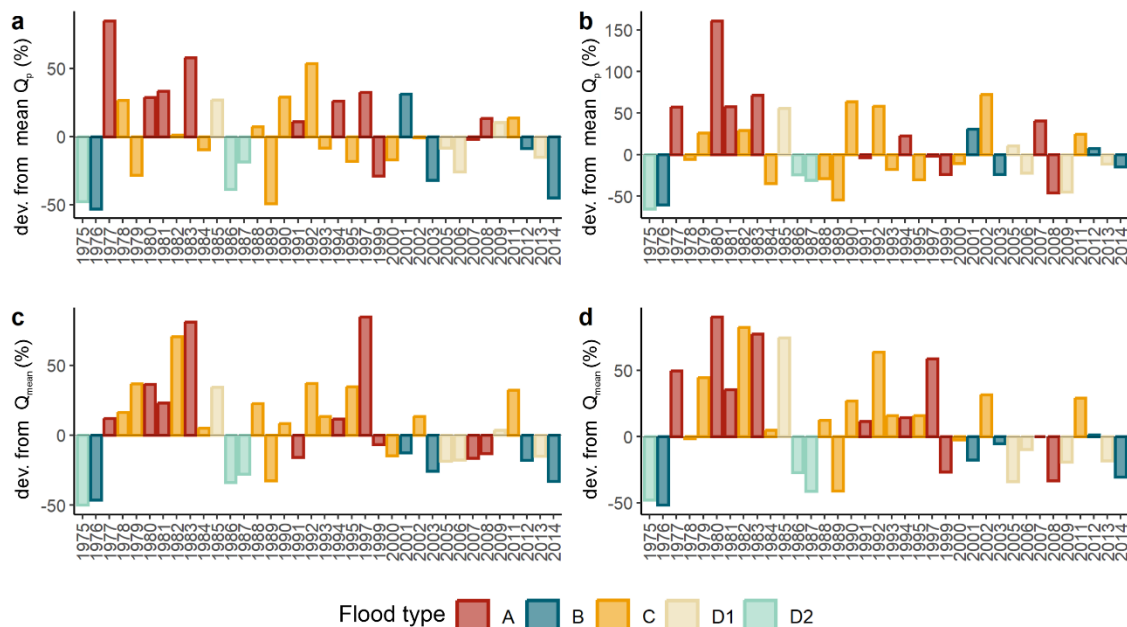 a
dev. from mean Qp (%)
50
0
-50
1975 1976 1977 1978 1979 1980 1981 1982 1983 1984 1985 1986 1987 1988 1989 1990 1991 1992 1993 1994 1995 1997 1999 2000 2001 2002 2003 2005 2006 2007 2008 2009 2011 2012 2013 2014
b
dev. from mean Qp (%)
150
100
50
0
-50
1975 1976 1977 1978 1979 1980 1981 1982 1983 1984 1985 1986 1987 1988 1989 1990 1991 1992 1993 1994 1995 1997 1999 2000 2001 2002 2003 2005 2006 2007 2008 2009 2011 2012 2013 2014
c
dev. from Qmean (%)
50
0
-50
1975 1976 1977 1978 1979 1980 1981 1982 1983 1984 1985 1986 1987 1988 1989 1990 1991 1992 1993 1994 1995 1997 1999 2000 2001 2002 2003 2005 2006 2007 2008 2009 2011 2012 2013 2014
d
dev. from Qmean (%)
50
0
-50
1975 1976 1977 1978 1979 1980 1981 1982 1983 1984 1985 1986 1987 1988 1989 1990 1991 1992 1993 1994 1995 1997 1999 2000 2001 2002 2003 2005 2006 2007 2008 2009 2011 2012 2013 2014
Flood type A B C D1 D2